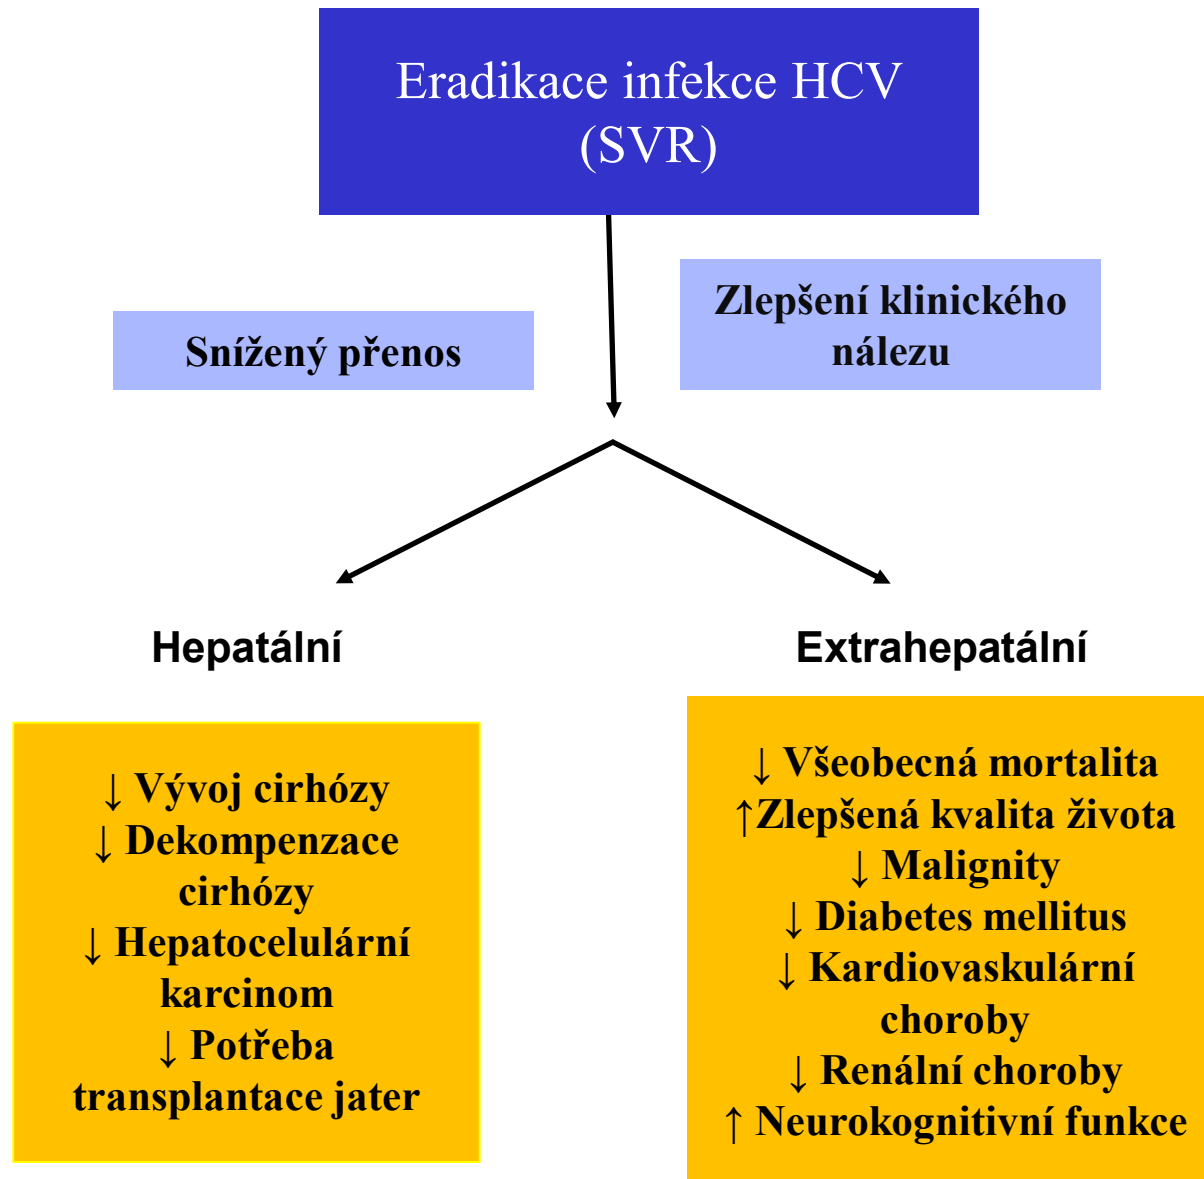 Eradikace infekce HCV
(SVR)
Snížený přenos
Zlepšení klinického
nálezu
Hepatální
↓ Vývoj cirhózy
↓ Dekompenzace
cirhózy
↓ Hepatocelulární
karcinom
↓ Potřeba
transplantace jater
Extrahepatální
↓ Všeobecná mortalita
↑Zlepšená kvalita života
↓ Malignity
↓ Diabetes mellitus
↓ Kardiovaskulární
choroby
↓ Renální choroby
↑ Neurokognitivní funkce